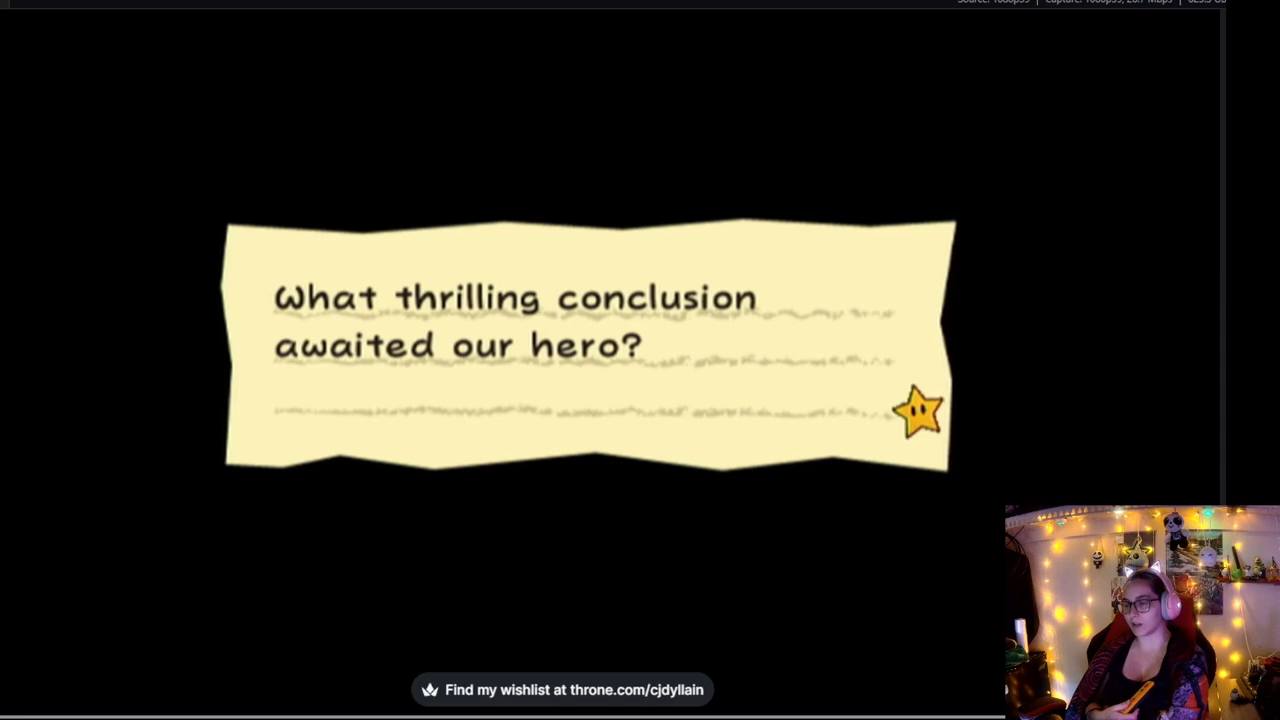 What thrilling conclusion
awaited our hero?
Find my wishlist at throne.com/cjdyllain